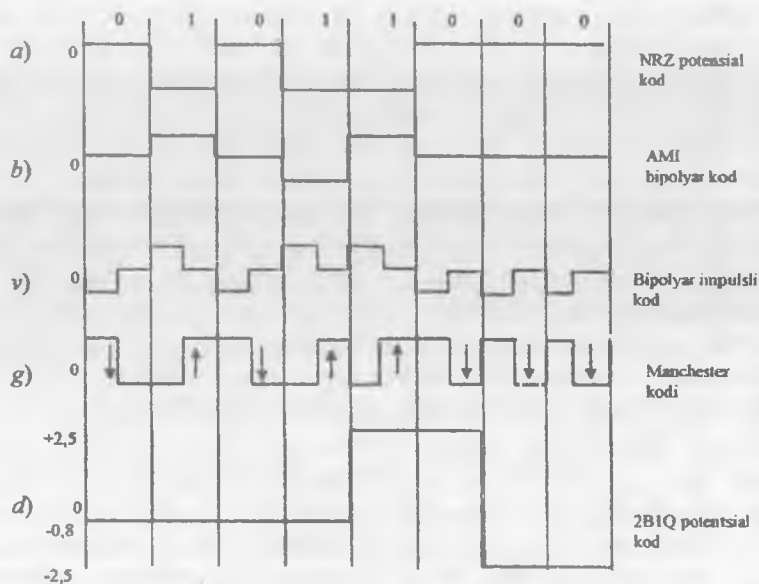 0 1 0 1 1 0 0 0
a)
0
NRZ potensial
kod
b)
0
AMI
bipolyar kod
v)
0
Bipolyar impulsli
kod
g)
0
Manchester
kodi
+2,5
d)
0
-0,8
-2,5
2B1Q potentsial
kod